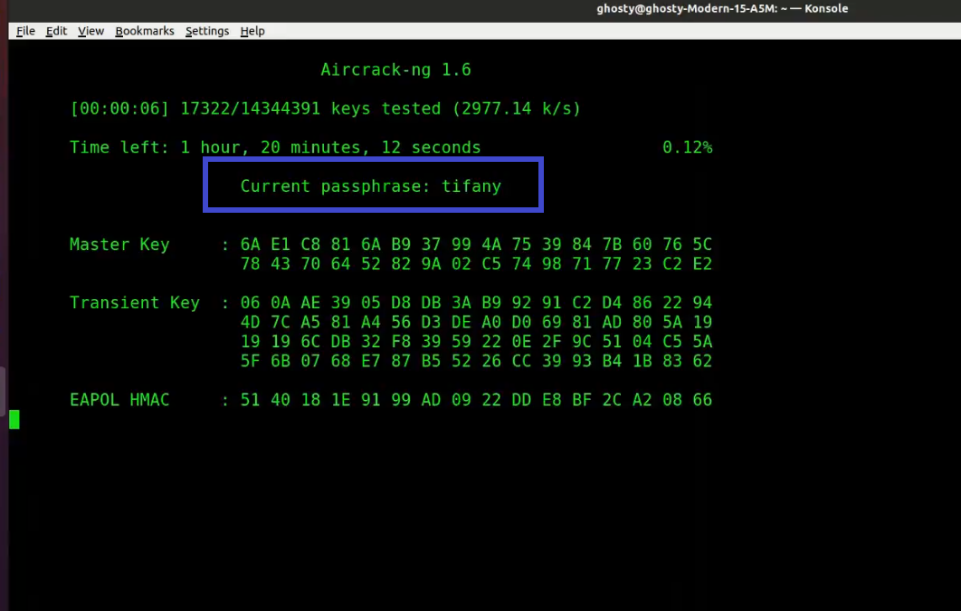 ghosty@ghosty-Modern-15-A5M: ~ — Konsole
File Edit View Bookmarks Settings Help
Aircrack-ng 1.6
[00:00:06] 17322/14344391 keys tested (2977.14 k/s)
Time left: 1 hour, 20 minutes, 12 seconds 0.12%
Current passphrase: tifany
Master Key : 6A E1 C8 81 6A B9 37 99 4A 75 39 84 7B 60 76 5C
78 43 70 64 52 82 9A 02 C5 74 98 71 77 23 C2 E2
Transient Key : 06 0A AE 39 05 D8 DB 3A B9 92 91 C2 D4 86 22 94
4D 7C A5 81 A4 56 D3 DE A0 D0 69 81 AD 80 5A 19
19 19 6C DB 32 F8 39 59 22 0E 2F 9C 51 04 C5 5A
5F 6B 07 68 E7 87 B5 52 26 CC 39 93 B4 1B 83 62
EAPOL HMAC : 51 40 18 1E 91 99 AD 09 22 DD E8 BF 2C A2 08 66